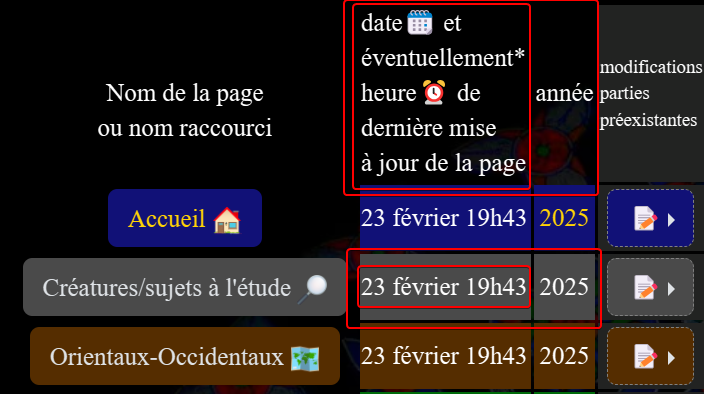 Nom de la page
ou nom raccourci
date🗓️ et
éventuellement*
heure⏰ de
dernière mise
à jour de la page
année
modifications
parties
préexistantes
Accueil 🏠 23 février 19h43 2025 📝
Créatures/sujets à l'étude 🔎 23 février 19h43 2025 📝
Orientaux-Occidentaux 🗺️ 23 février 19h43 2025 📝